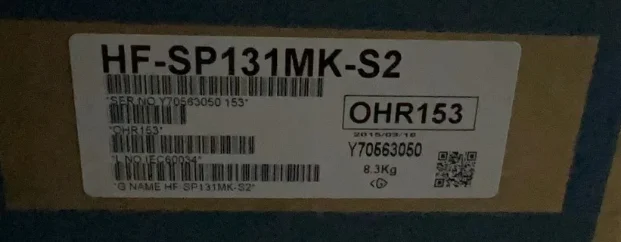 HF-SP131MK-S2
"SER.NO Y70563050 153"
OHR153
"OHR153"
2015/03/18
Y70563050
"L NO IEC60034"
8.3Kg
<G>
"G NAME HF SP131MK-S2"